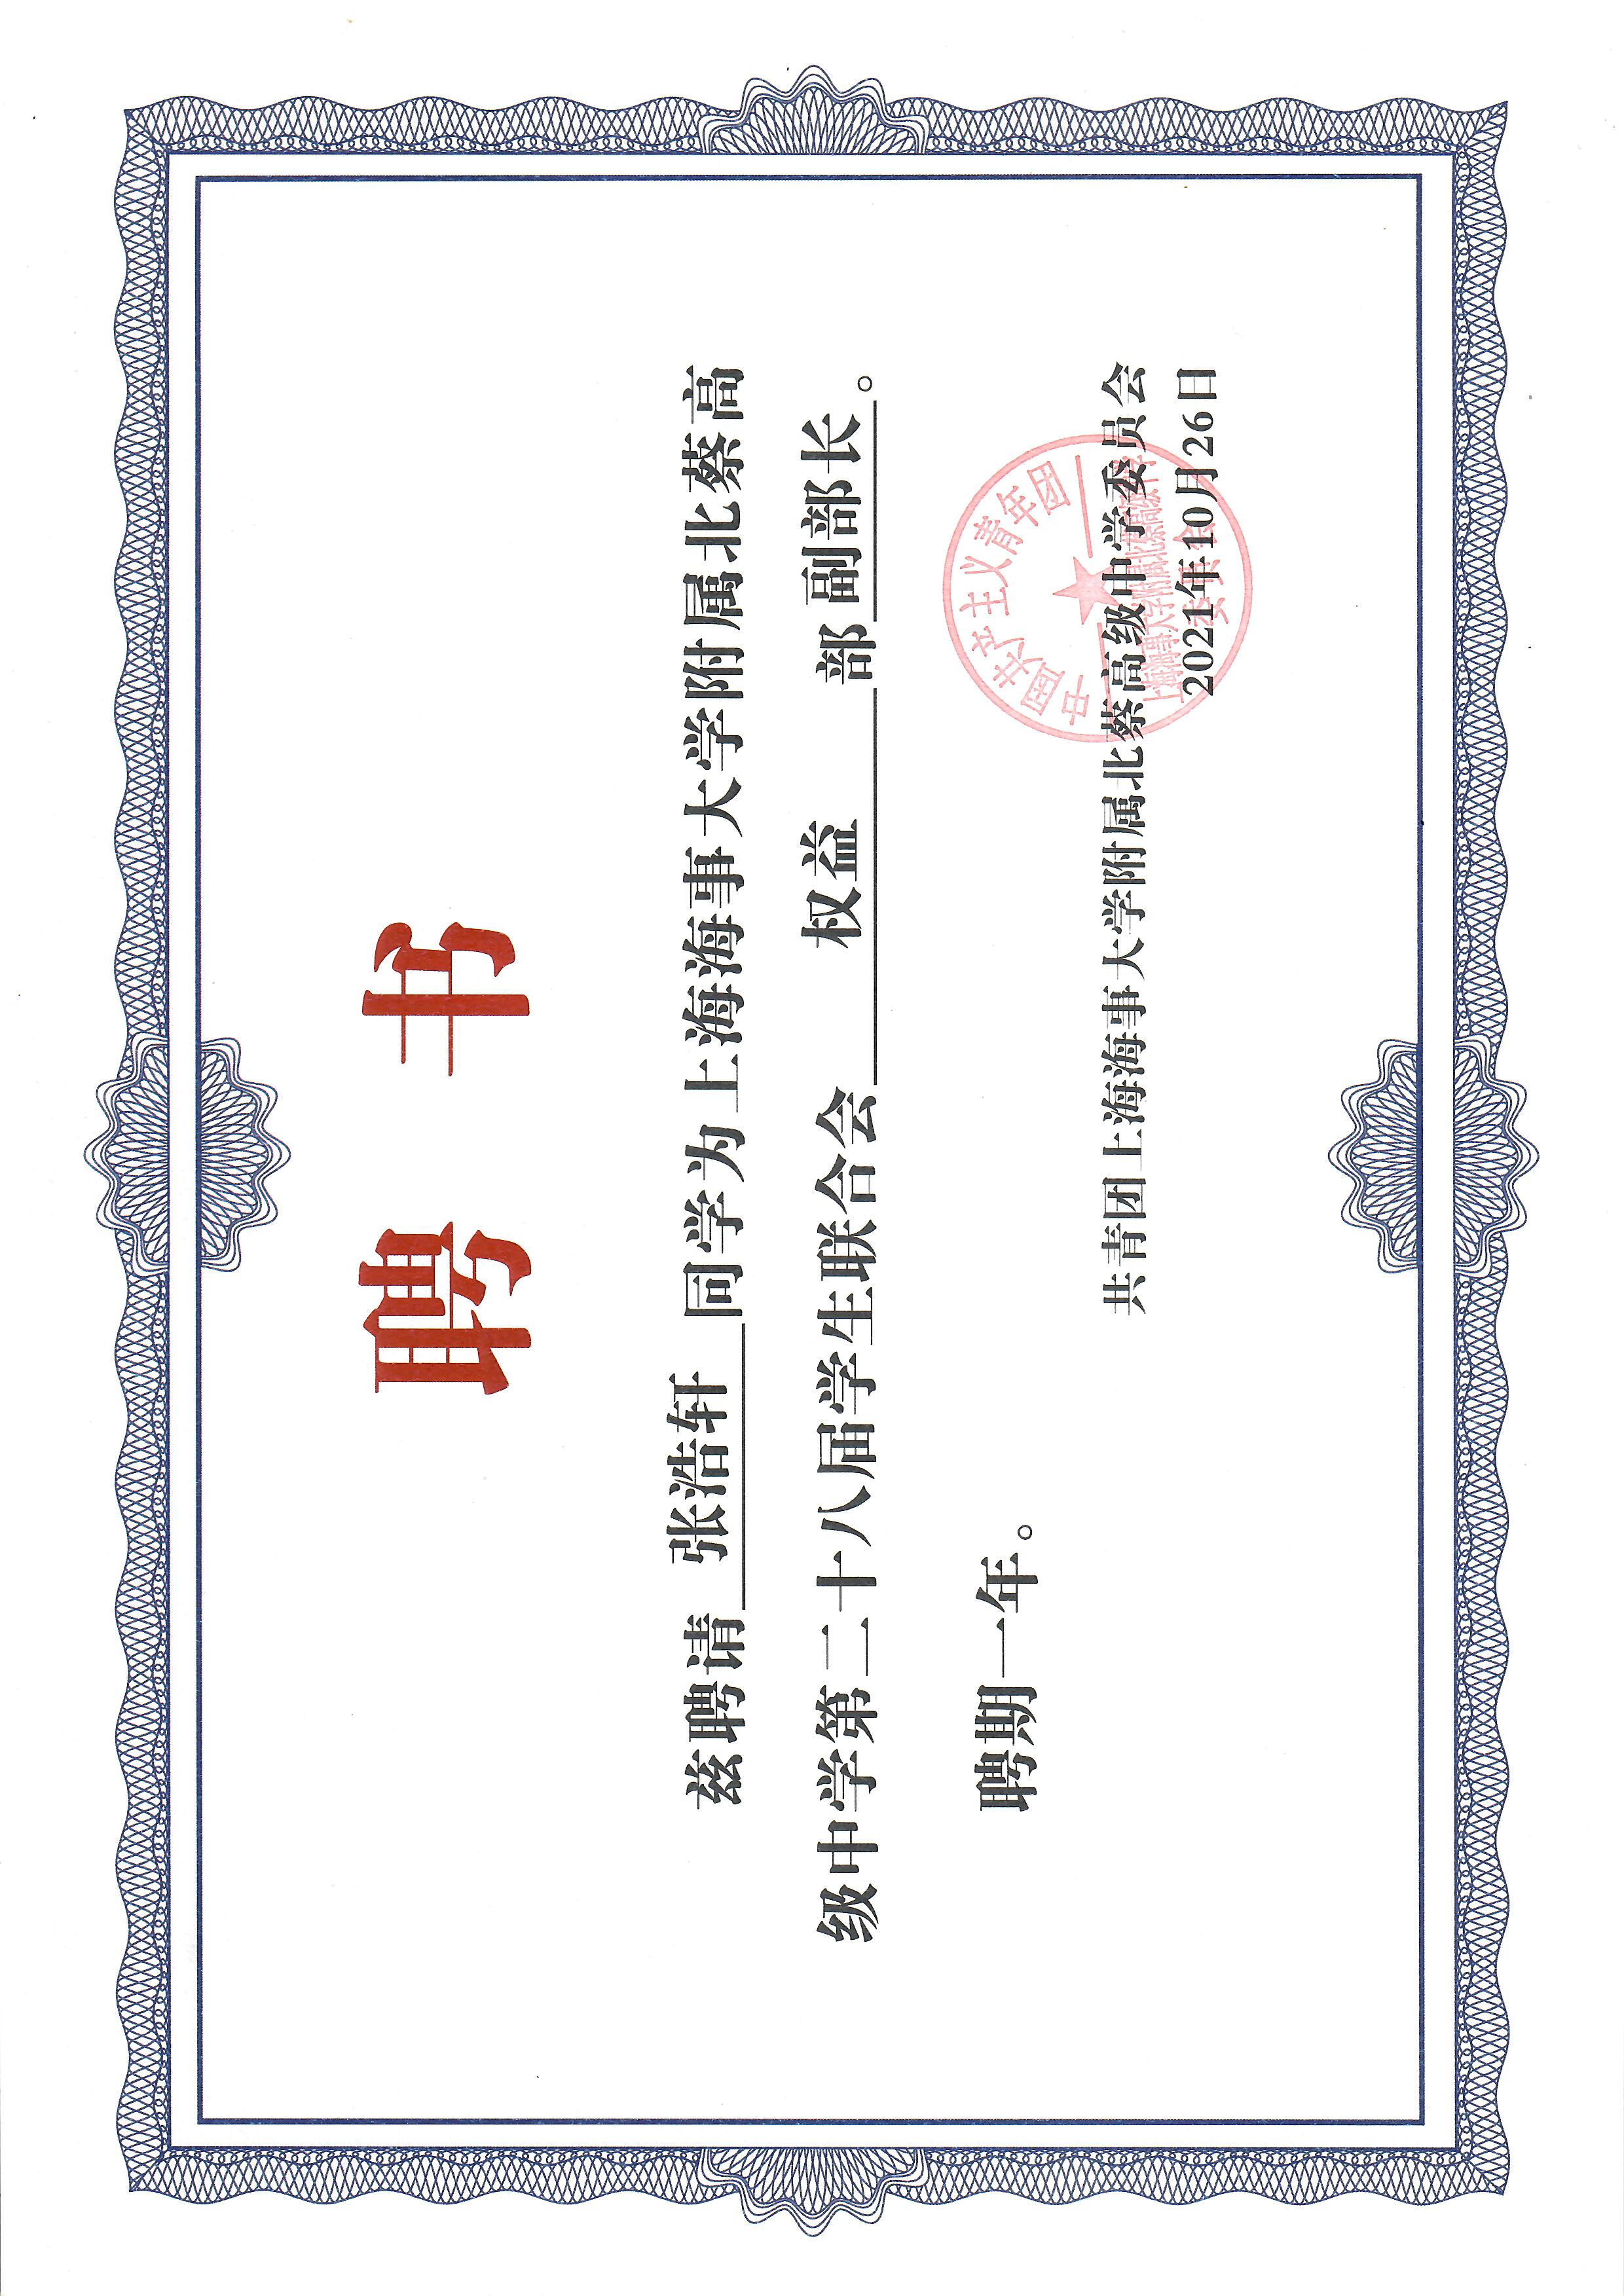 聘 书
兹聘请 张浩轩 同学为上海海事大学附属北蔡高
级中学第二十八届学生联合会 权益 部 副部长。
聘期一年。
中国共产主义青年团
共青团上海海事大学附属北蔡高级中学委员会
上海海事大学附属北蔡高级中学
2021年10月26日
委员会